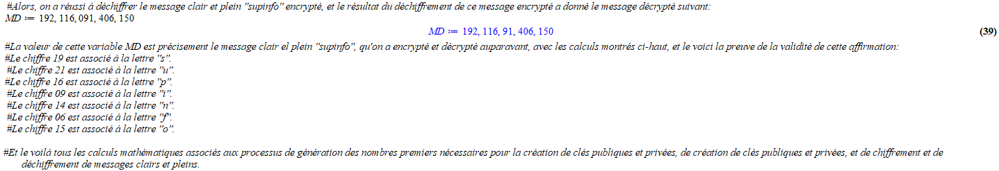 #Alors, on a réussi à déchiffrer le message clair et plein "supinfo" encrypté, et le résultat du déchiffrement de ce message encrypté a donné le message décrypté suivant:
MD := 192, 116, 091, 406, 150
MD := 192, 116, 91, 406, 150 (39)
#La valeur de cette variable MD est précisement le message clair el plein "supinfo", qu'on a encrypté et décrypté auparavant, avec les calculs montrés ci-haut, et le voici la preuve de la validité de cette affirmation:
#Le chiffre 19 est associé à la lettre "s".
#Le chiffre 21 est associé à la lettre "u".
#Le chiffre 16 est associé à la lettre "p".
#Le chiffre 09 est associé à la lettre "i".
#Le chiffre 14 est associé à la lettre "n".
#Le chiffre 06 est associé à la lettre "f".
#Le chiffre 15 est associé à la lettre "o".
#Et le voilà tous les calculs mathématiques associés aux processus de génération des nombres premiers nécessaires pour la création de clés publiques et privées, de création de clés publiques et privées, et de chiffrement et de
déchiffrement de messages clairs et pleins.